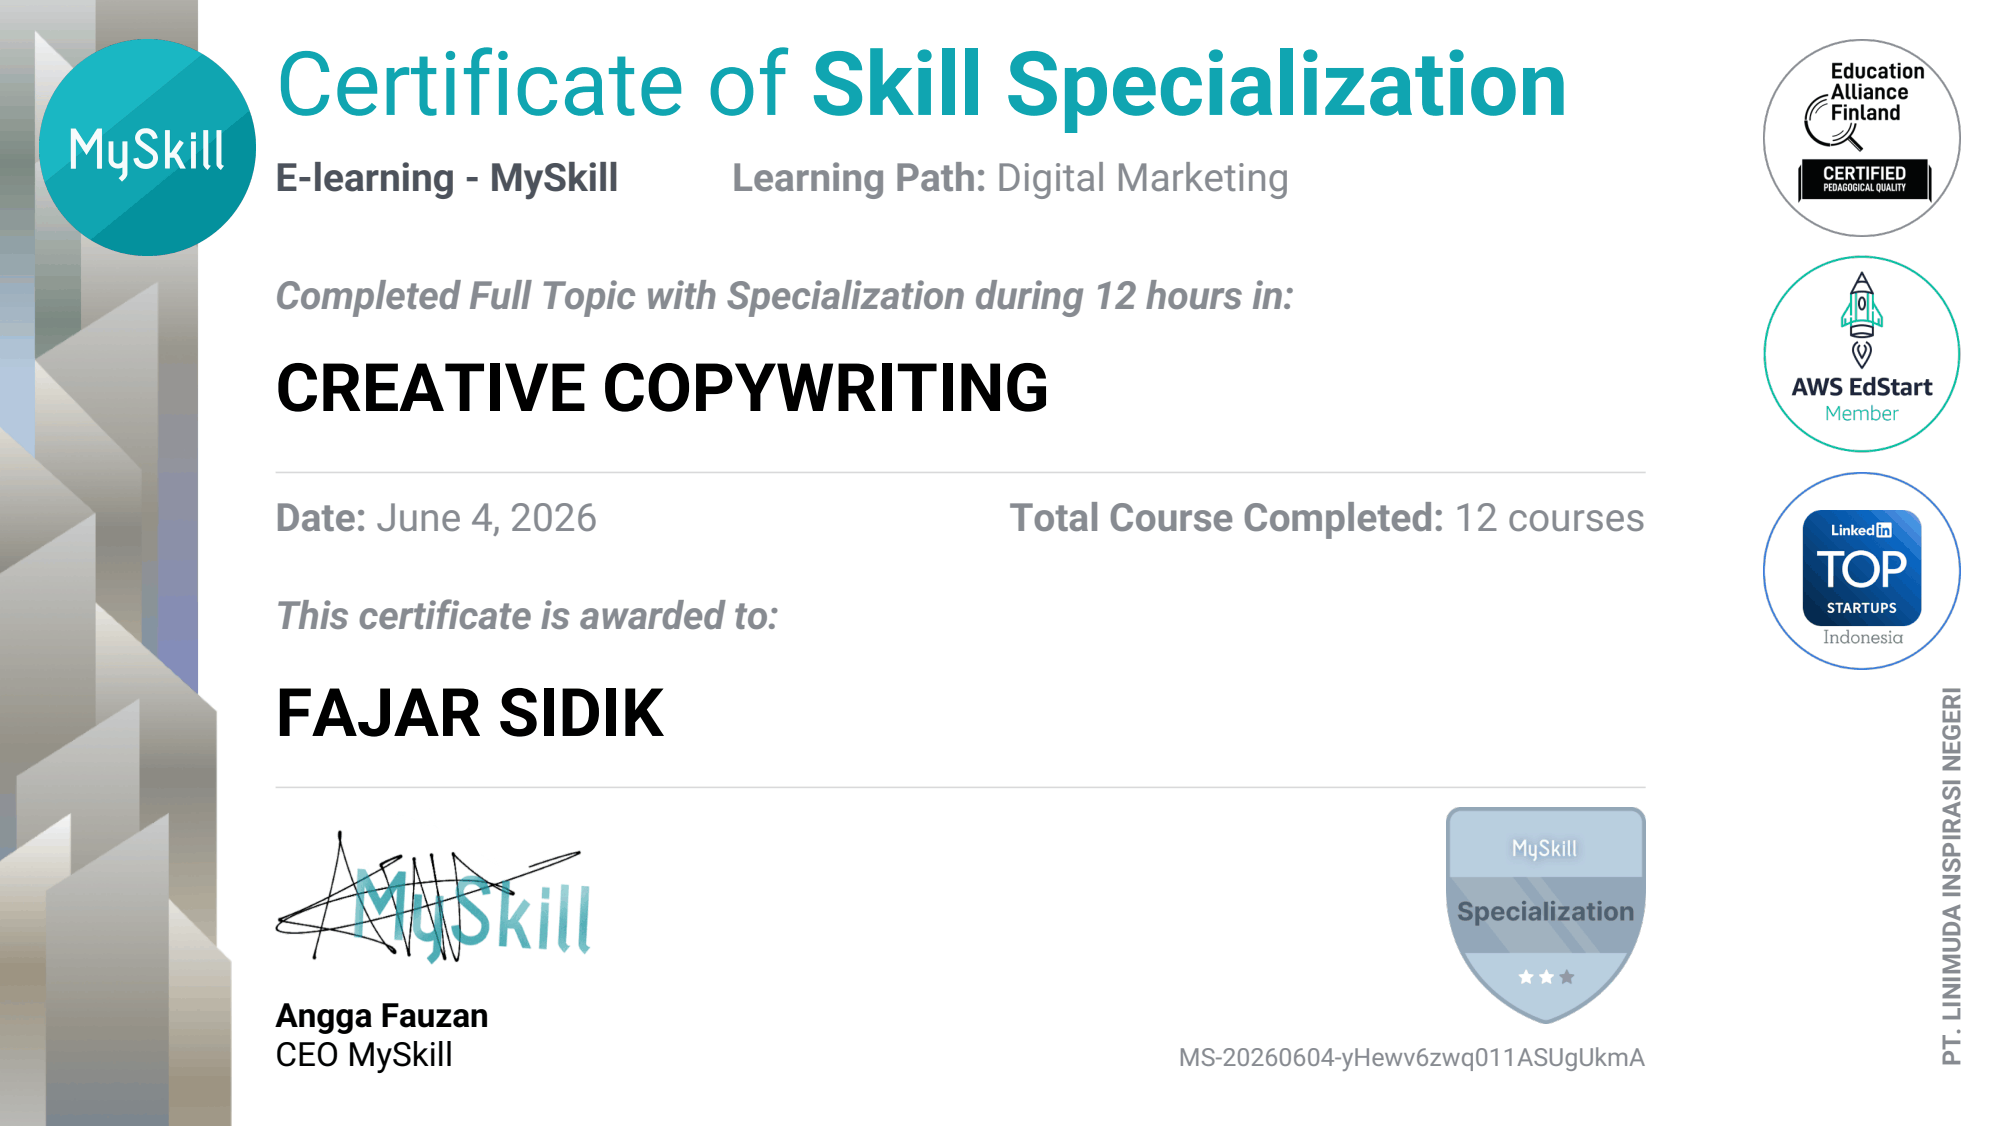 MySkill
Certificate of Skill Specialization
E-learning - MySkill
Learning Path: Digital Marketing
Completed Full Topic with Specialization during 12 hours in:
CREATIVE COPYWRITING
Date: June 4, 2026
Total Course Completed: 12 courses
This certificate is awarded to:
FAJAR SIDIK
MySkill
Angga Fauzan
CEO MySkill
MySkill
Specialization
MS-20260604-yHewv6zwq011ASUgUkmA
Education
Alliance
Finland
CERTIFIED
PEDAGOGICAL QUALITY
AWS EdStart
Member
Linked in
TOP
STARTUPS
Indonesia
PT. LINIMUDA INSPIRASI NEGERI